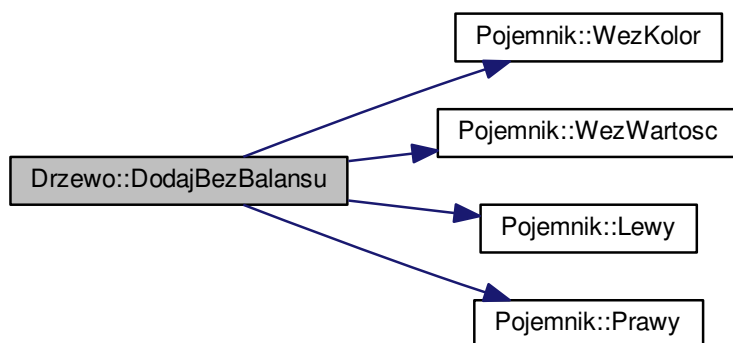 Pojemnik::WezKolor
Pojemnik::WezWartosc
Drzewo::DodajBezBalansu
Pojemnik::Lewy
Pojemnik::Prawy